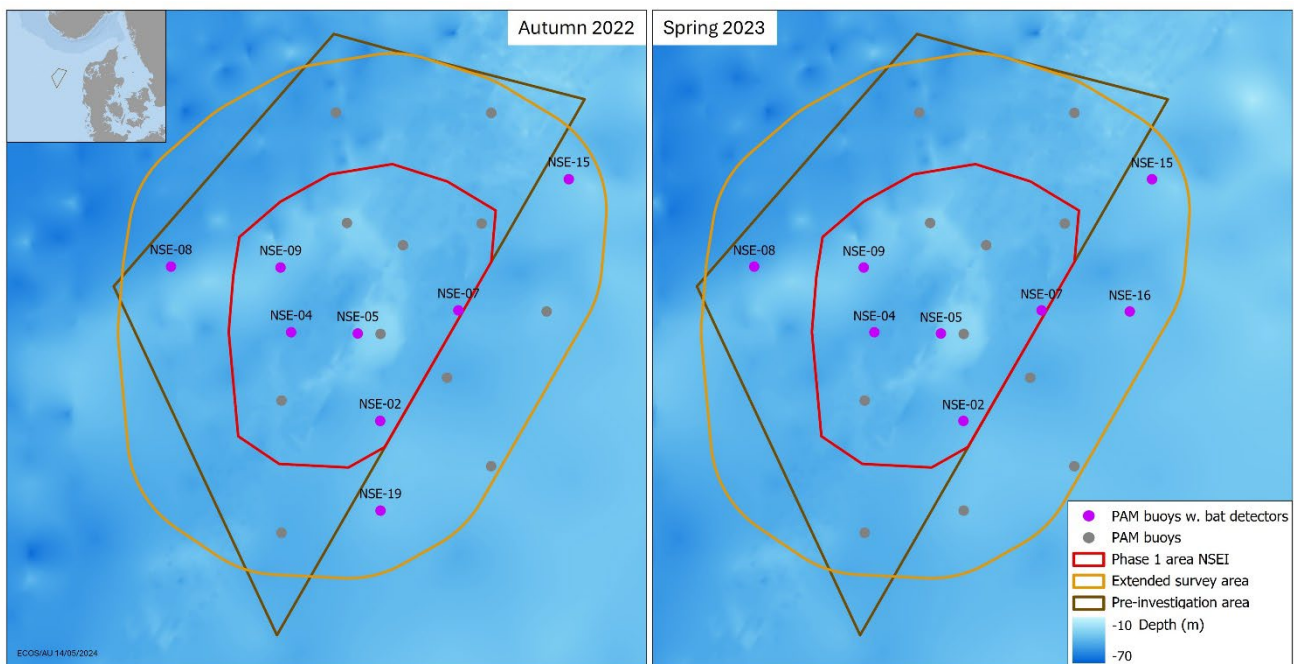 Autumn 2022
NSE-15
NSE-08
NSE-09
NSE-07
NSE-04
NSE-05
NSE-02
NSE-19
ECOS/AU 14/05/2024
Spring 2023
NSE-15
NSE-08
NSE-09
NSE-07
NSE-16
NSE-04
NSE-05
NSE-02
PAM buoys w. bat detectors
PAM buoys
Phase 1 area NSEI
Extended survey area
Pre-investigation area
-10 Depth (m)
-70